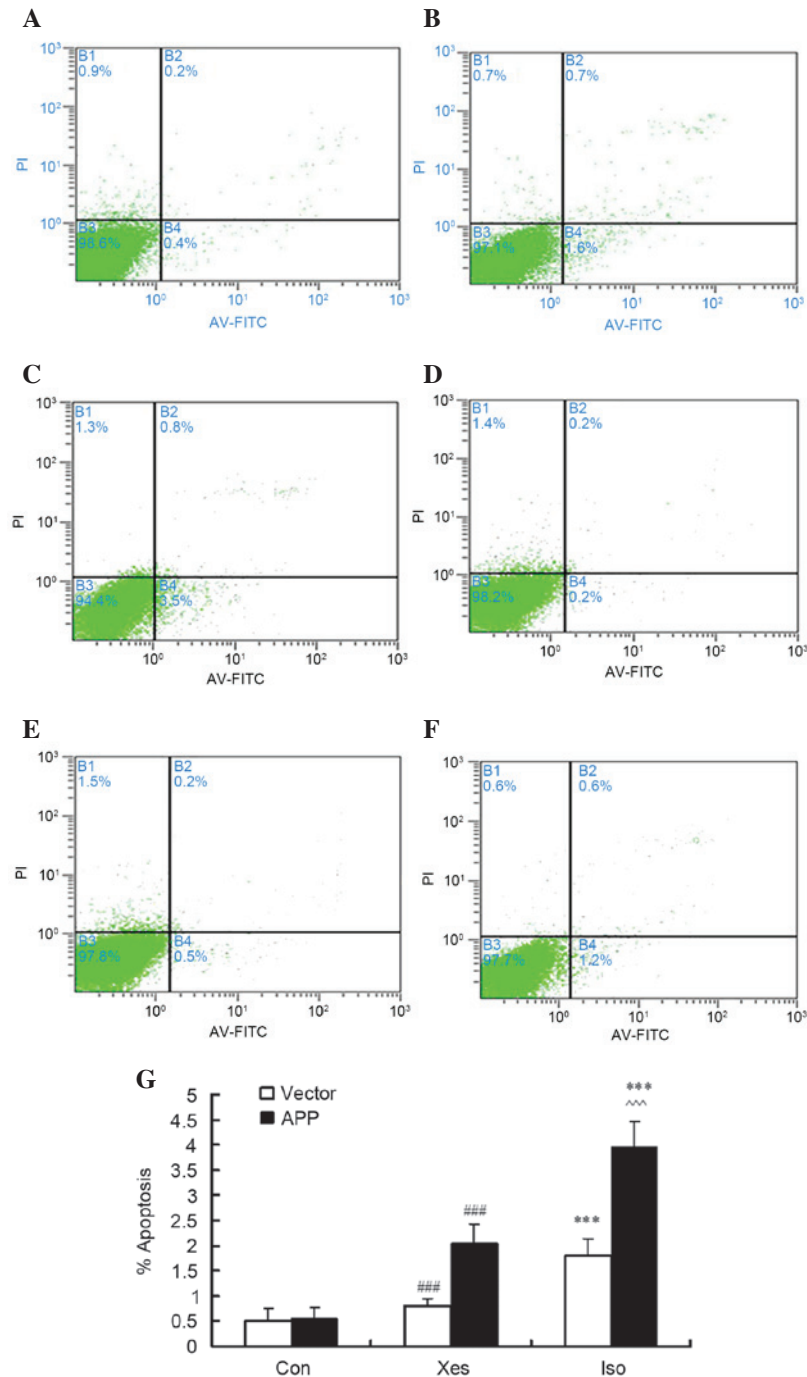 A
B
10³
10²
10¹
10⁰
PI
B1
0.9%
B2
0.2%
B3
98.6%
B4
0.4%
10⁰
10¹
10²
10³
AV-FITC
10³
10²
10¹
10⁰
PI
B1
0.7%
B2
0.7%
B3
97.1%
B4
1.6%
10⁰
10¹
10²
10³
AV-FITC
C
D
10³
10²
10¹
10⁰
PI
B1
1.3%
B2
0.8%
B3
94.4%
B4
3.5%
10⁰
10¹
10²
10³
AV-FITC
10³
10²
10¹
10⁰
PI
B1
1.4%
B2
0.2%
B3
98.2%
B4
0.2%
10⁰
10¹
10²
10³
AV-FITC
E
F
10³
10²
10¹
10⁰
PI
B1
1.5%
B2
0.2%
B3
97.8%
B4
0.5%
10⁰
10¹
10²
10³
AV-FITC
10³
10²
10¹
10⁰
PI
B1
0.6%
B2
0.6%
B3
97.7%
B4
1.2%
10⁰
10¹
10²
10³
AV-FITC
G
% Apoptosis
5
4.5
4
3.5
3
2.5
2
1.5
1
0.5
0
Vector
APP
###
###
***
***
^^^
Con
Xes
Iso